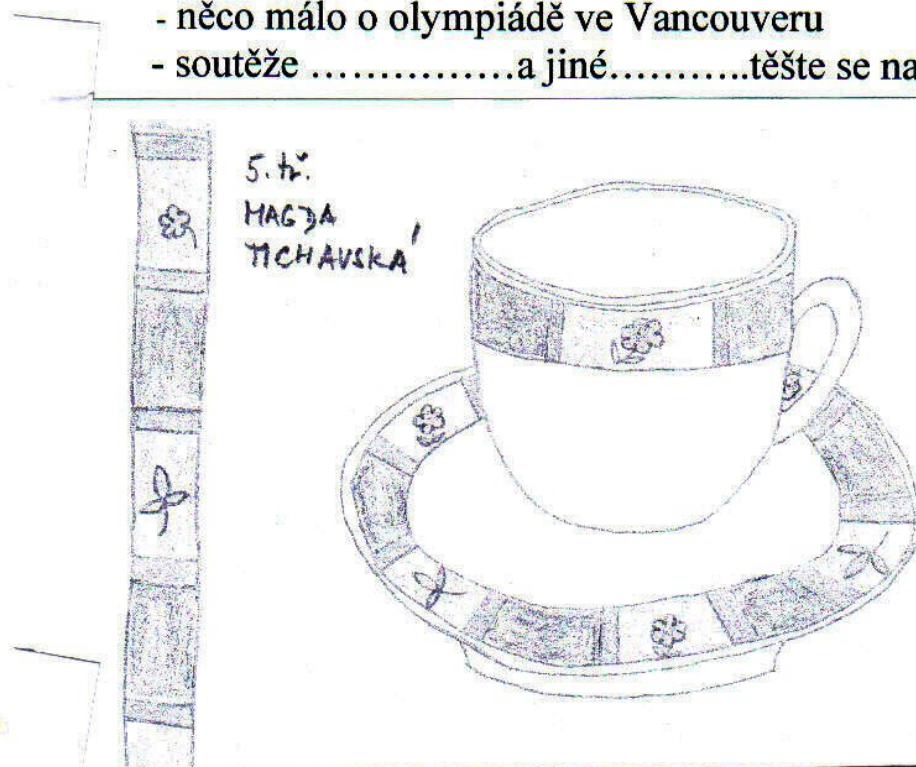 - něco málo o olympiádě ve Vancouveru
- soutěže ……………a jiné………..těšte se na
5. tř.
MAGDA
TICHAVSKÁ